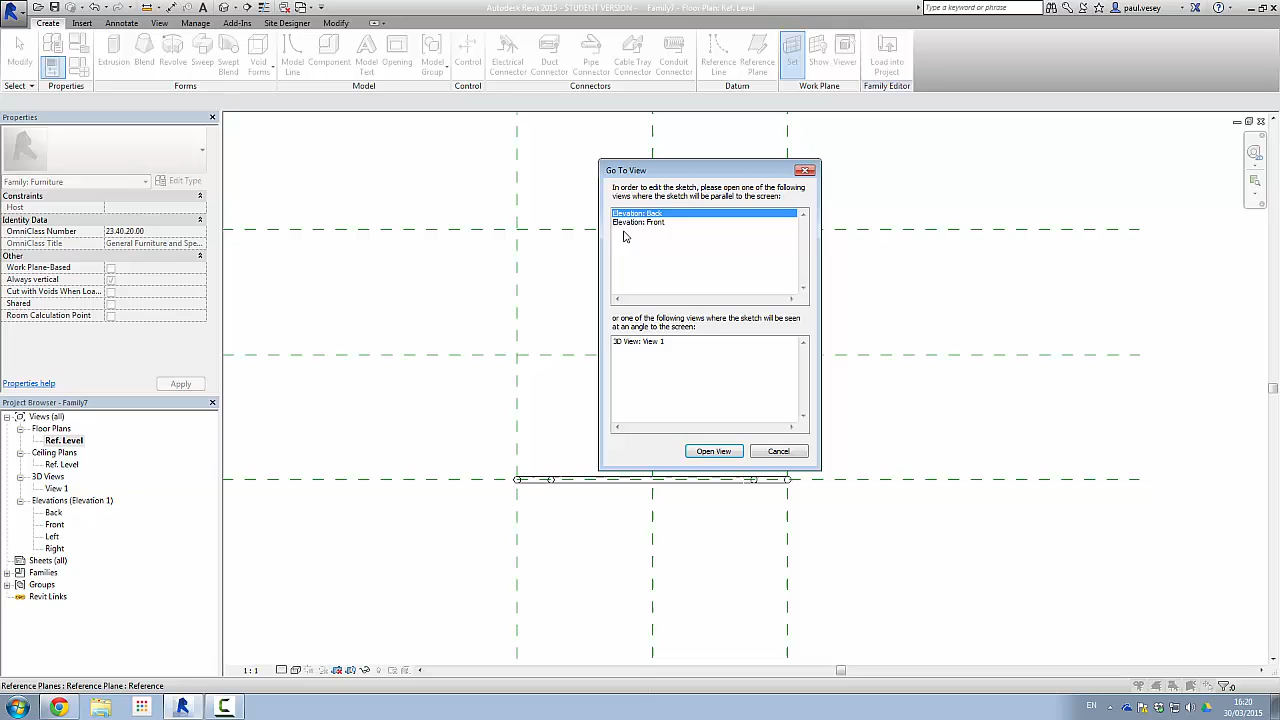 Autodesk Revit 2015 - STUDENT VERSION - Family7 - Floor Plan: Ref. Level
Type a keyword or phrase
paul.vesey
Create Insert Annotate View Manage Add-Ins Site Designer Modify
Modify
Extrusion Blend Revolve Sweep Swept Blend Void Forms
Model Line Component Model Text Opening Model Group
Control
Electrical Connector Duct Connector Pipe Connector Cable Tray Connector Conduit Connector
Reference Line Reference Plane
Set Show Viewer
Load into Project
Select Properties Forms Model Control Connectors Datum Work Plane Family Editor
Properties
Family: Furniture
Edit Type
Constraints
Host
Identity Data
OmniClass Number 23.40.20.00
OmniClass Title General Furniture and Spe...
Other
Work Plane-Based
Always vertical
Cut with Voids When Loa...
Shared
Room Calculation Point
Properties help
Apply
Project Browser - Family7
Views (all)
Floor Plans
Ref. Level
Ceiling Plans
Ref. Level
3D Views
View 1
Elevations (Elevation 1)
Back
Front
Left
Right
Sheets (all)
Families
Groups
Revit Links
Go To View
In order to edit the sketch, please open one of the following
views where the sketch will be parallel to the screen:
Elevation: Back
Elevation: Front
or one of the following views where the sketch will be seen
at an angle to the screen:
3D View: View 1
Open View
Cancel
1 : 1
Reference Planes : Reference Plane : Reference
:0
EN
16:20
30/03/2015